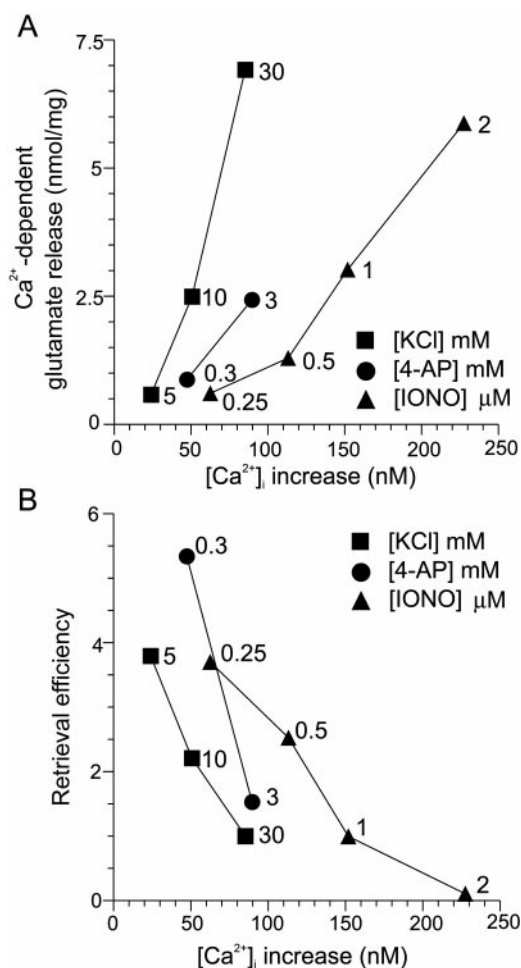 A
7.5
5
2.5
0
Ca²⁺-dependent
glutamate release (nmol/mg)
30
10
5
3
0.3
2
1
0.5
0.25
■ [KCl] mM
● [4-AP] mM
▲ [IONO] μM
0 50 100 150 200 250
[Ca²⁺]ᵢ increase (nM)
B
6
4
2
0
Retrieval efficiency
0.3
5
0.25
10
0.5
3
30
1
2
■ [KCl] mM
● [4-AP] mM
▲ [IONO] μM
0 50 100 150 200 250
[Ca²⁺]ᵢ increase (nM)